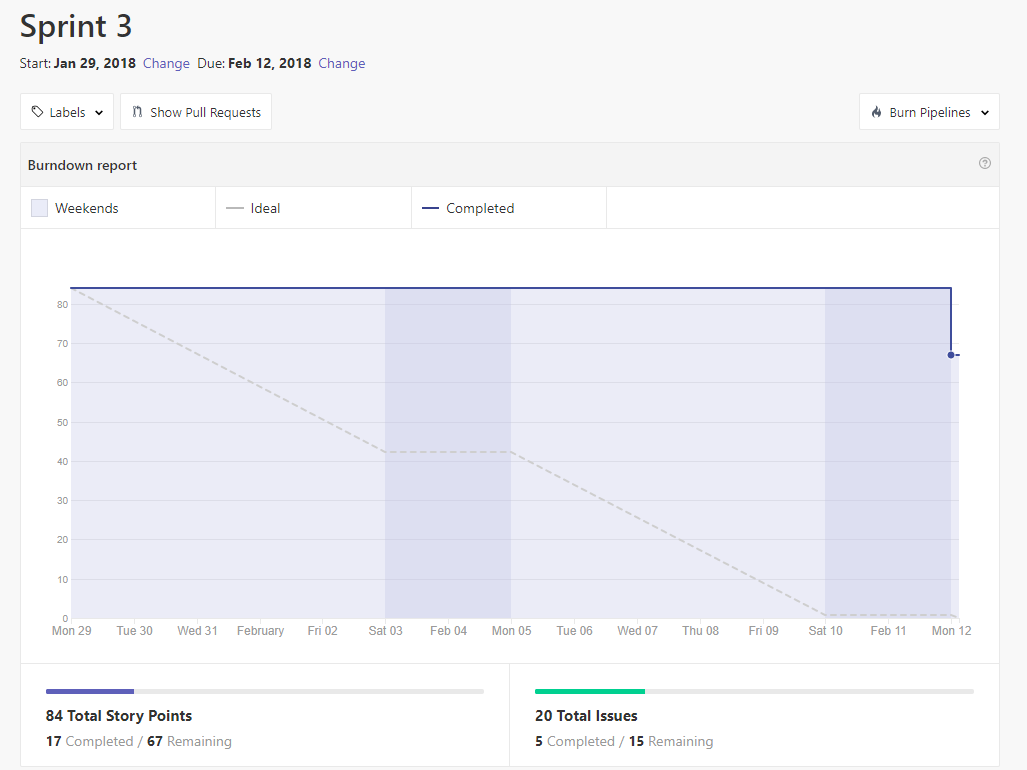 Sprint 3
Start: Jan 29, 2018 Change Due: Feb 12, 2018 Change
Labels Show Pull Requests Burn Pipelines
Burndown report
Weekends Ideal Completed
80
70
60
50
40
30
20
10
0
Mon 29 Tue 30 Wed 31 February Fri 02 Sat 03 Feb 04 Mon 05 Tue 06 Wed 07 Thu 08 Fri 09 Sat 10 Feb 11 Mon 12
84 Total Story Points
17 Completed / 67 Remaining
20 Total Issues
5 Completed / 15 Remaining